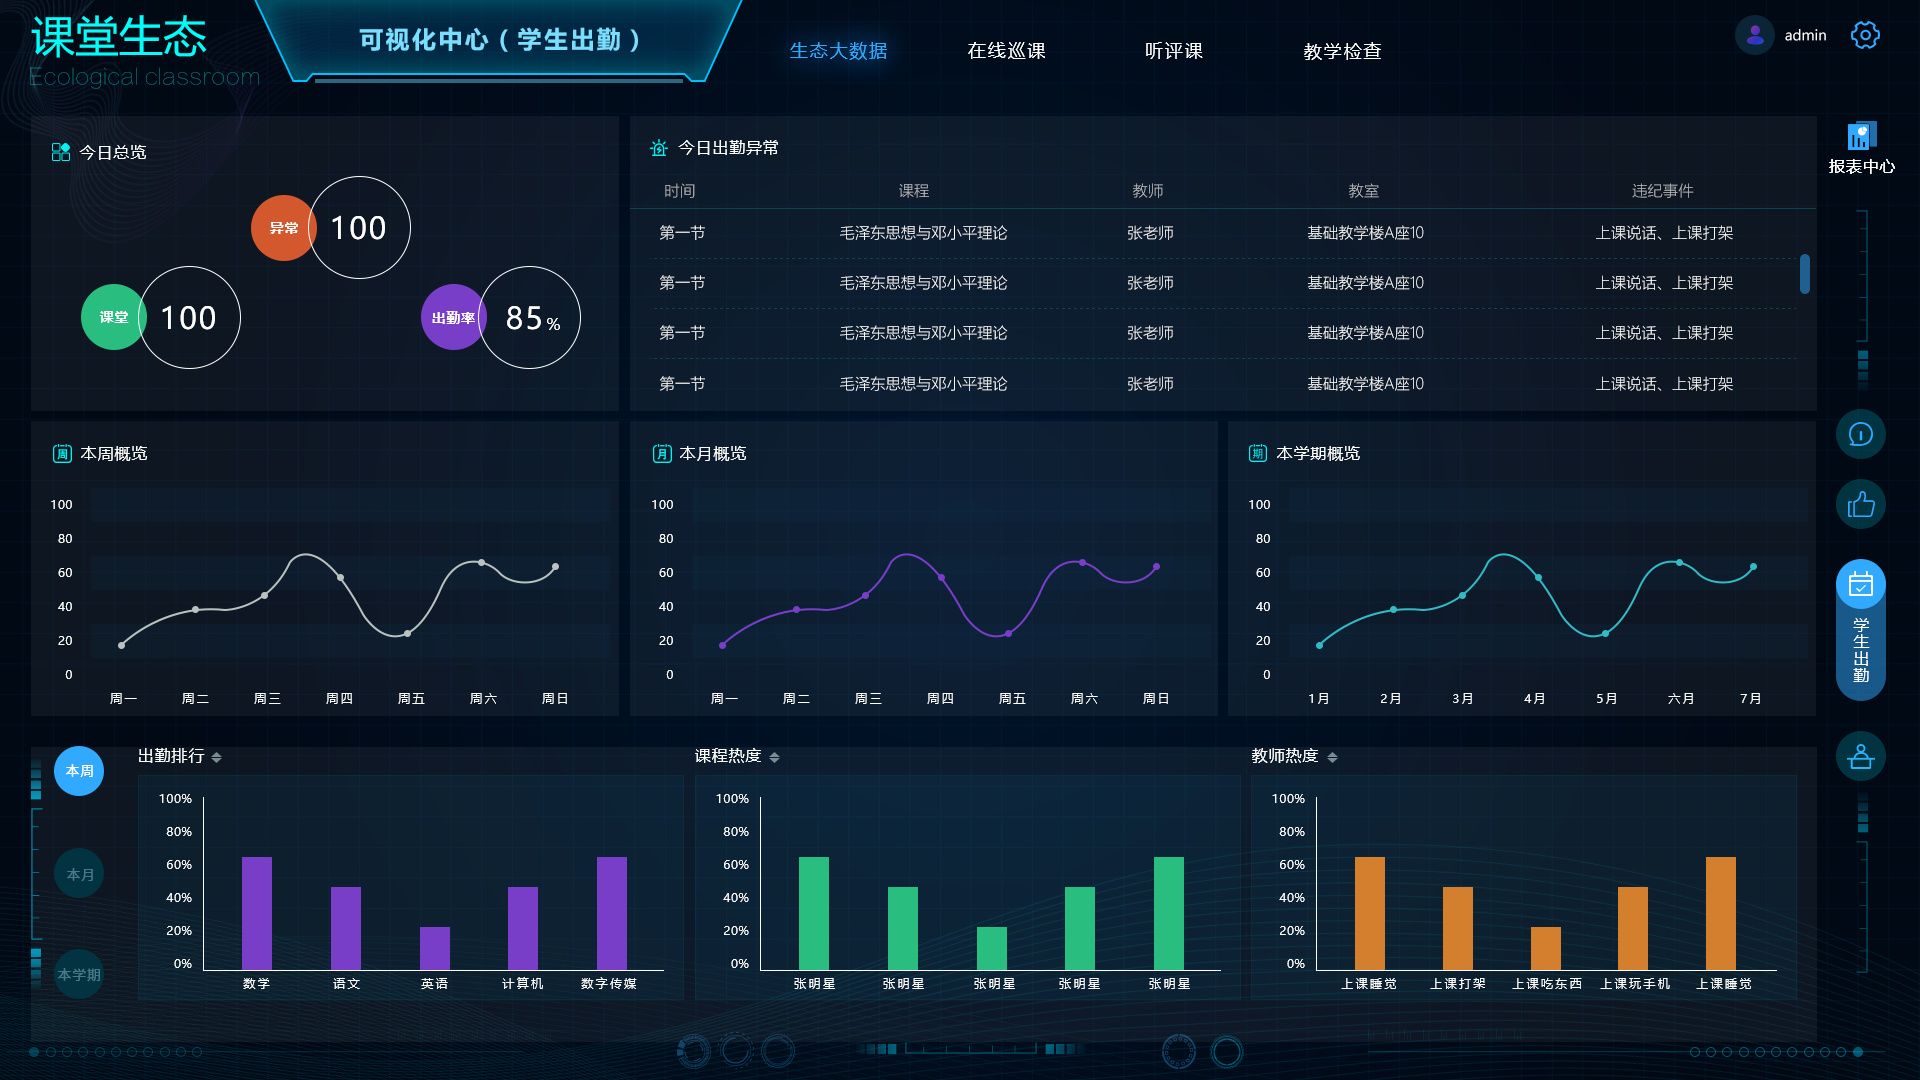 课堂生态
Ecological classroom
可视化中心（学生出勤）
生态大数据
在线巡课
听评课
教学检查
admin
报表中心
今日总览
异常
100
课堂
100
出勤率
85%
今日出勤异常
时间 课程 教师 教室 违纪事件
第一节 毛泽东思想与邓小平理论 张老师 基础教学楼A座10 上课说话、上课打架
第一节 毛泽东思想与邓小平理论 张老师 基础教学楼A座10 上课说话、上课打架
第一节 毛泽东思想与邓小平理论 张老师 基础教学楼A座10 上课说话、上课打架
第一节 毛泽东思想与邓小平理论 张老师 基础教学楼A座10 上课说话、上课打架
周 本周概览
100
80
60
40
20
0
周一 周二 周三 周四 周五 周六 周日
月 本月概览
100
80
60
40
20
0
周一 周二 周三 周四 周五 周六 周日
期 本学期概览
100
80
60
40
20
0
1月 2月 3月 4月 5月 六月 7月
学生出勤
本周
本月
本学期
出勤排行
100%
80%
60%
40%
20%
0%
数学 语文 英语 计算机 数字传媒
课程热度
100%
80%
60%
40%
20%
0%
张明星 张明星 张明星 张明星 张明星
教师热度
100%
80%
60%
40%
20%
0%
上课睡觉 上课打架 上课吃东西 上课玩手机 上课睡觉